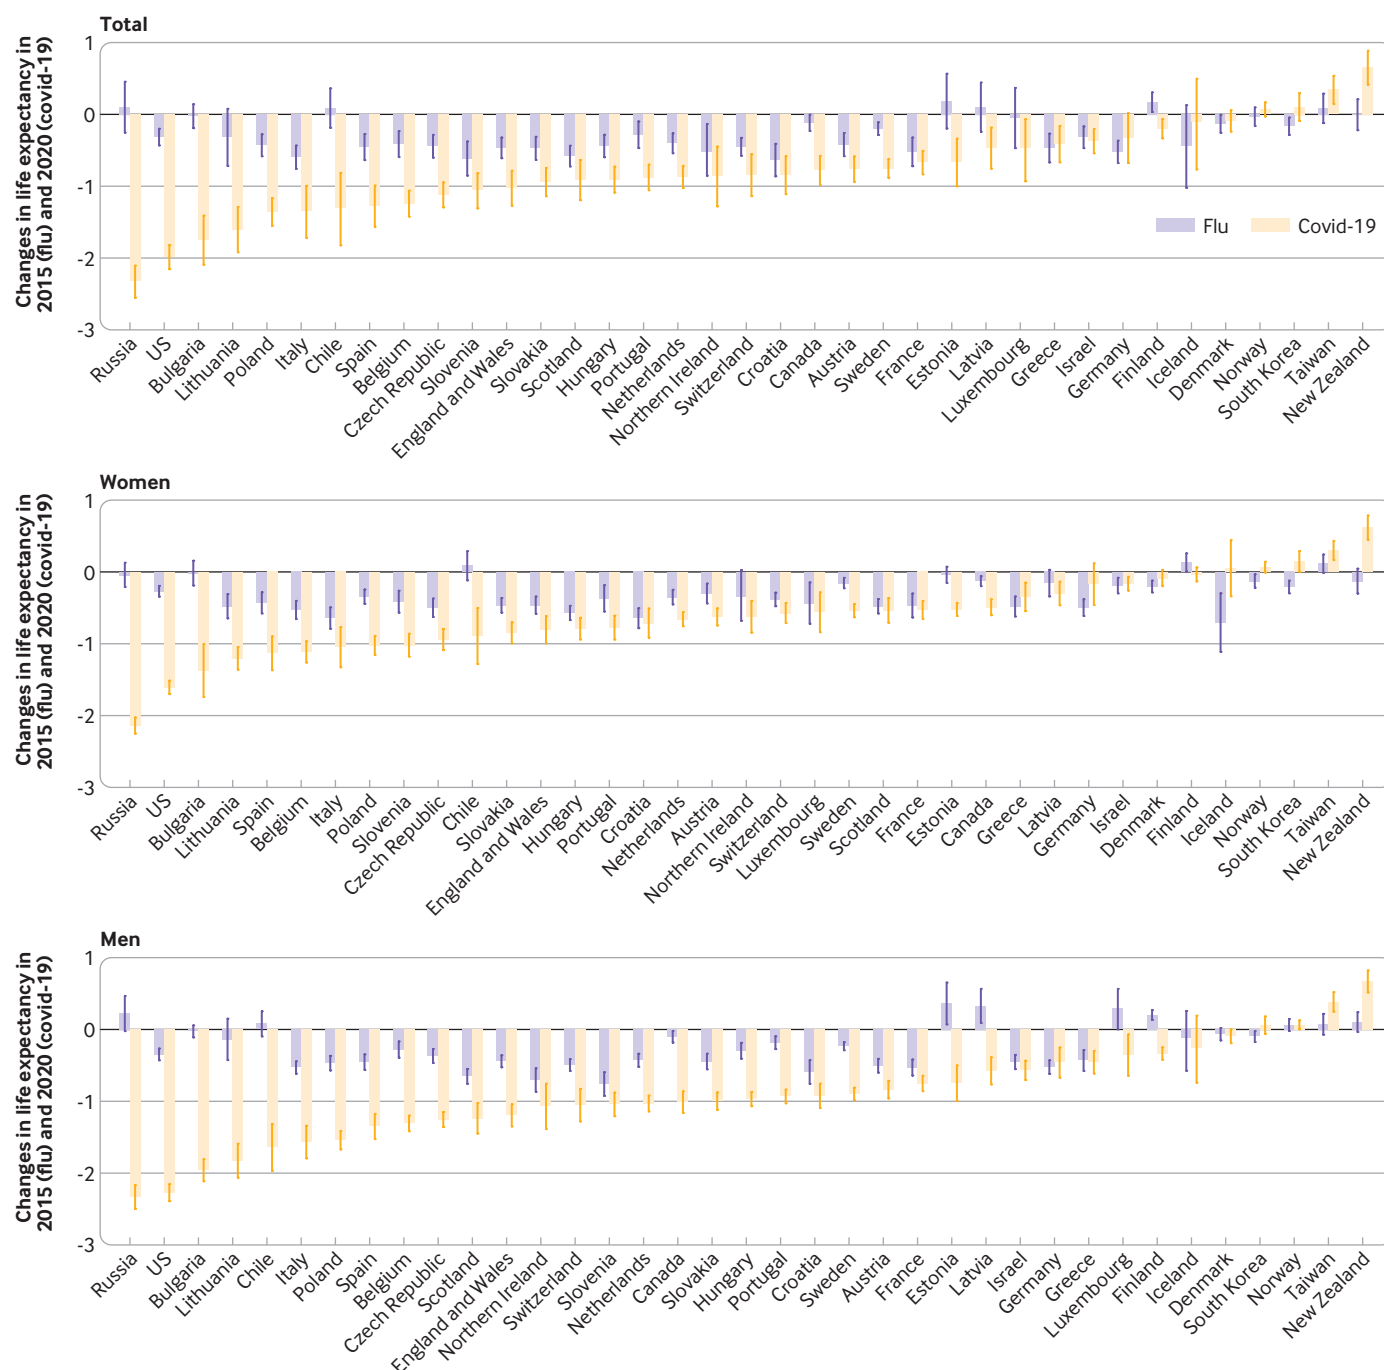 Total
Changes in life expectancy in
2015 (flu) and 2020 (covid-19)
1
0
-1
-2
-3
Flu
Covid-19
Russia
US
Bulgaria
Lithuania
Poland
Italy
Chile
Spain
Belgium
Czech Republic
Slovenia
England and Wales
Slovakia
Scotland
Hungary
Portugal
Netherlands
Northern Ireland
Switzerland
Croatia
Canada
Austria
Sweden
France
Estonia
Latvia
Luxembourg
Greece
Israel
Germany
Finland
Iceland
Denmark
Norway
South Korea
Taiwan
New Zealand
Women
Changes in life expectancy in
2015 (flu) and 2020 (covid-19)
1
0
-1
-2
-3
Russia
US
Bulgaria
Lithuania
Spain
Belgium
Italy
Poland
Slovenia
Czech Republic
Chile
Slovakia
England and Wales
Hungary
Portugal
Croatia
Netherlands
Austria
Northern Ireland
Switzerland
Luxembourg
Sweden
Scotland
France
Estonia
Canada
Greece
Latvia
Germany
Israel
Denmark
Finland
Iceland
Norway
South Korea
Taiwan
New Zealand
Men
Changes in life expectancy in
2015 (flu) and 2020 (covid-19)
1
0
-1
-2
-3
Russia
US
Bulgaria
Lithuania
Chile
Italy
Poland
Spain
Belgium
Czech Republic
Scotland
England and Wales
Northern Ireland
Switzerland
Slovenia
Netherlands
Canada
Slovakia
Hungary
Portugal
Croatia
Sweden
Austria
France
Estonia
Latvia
Israel
Germany
Greece
Luxembourg
Finland
Iceland
Denmark
South Korea
Norway
Taiwan
New Zealand